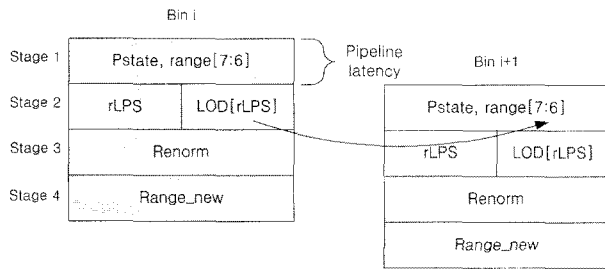 Bin i
Stage 1
Pstate, range[7:6]
Pipeline
latency
Bin i+1
Stage 2
rLPS
LOD[rLPS]
Pstate, range[7:6]
Stage 3
Renorm
rLPS
LOD[rLPS]
Stage 4
Range_new
Renorm
Range_new